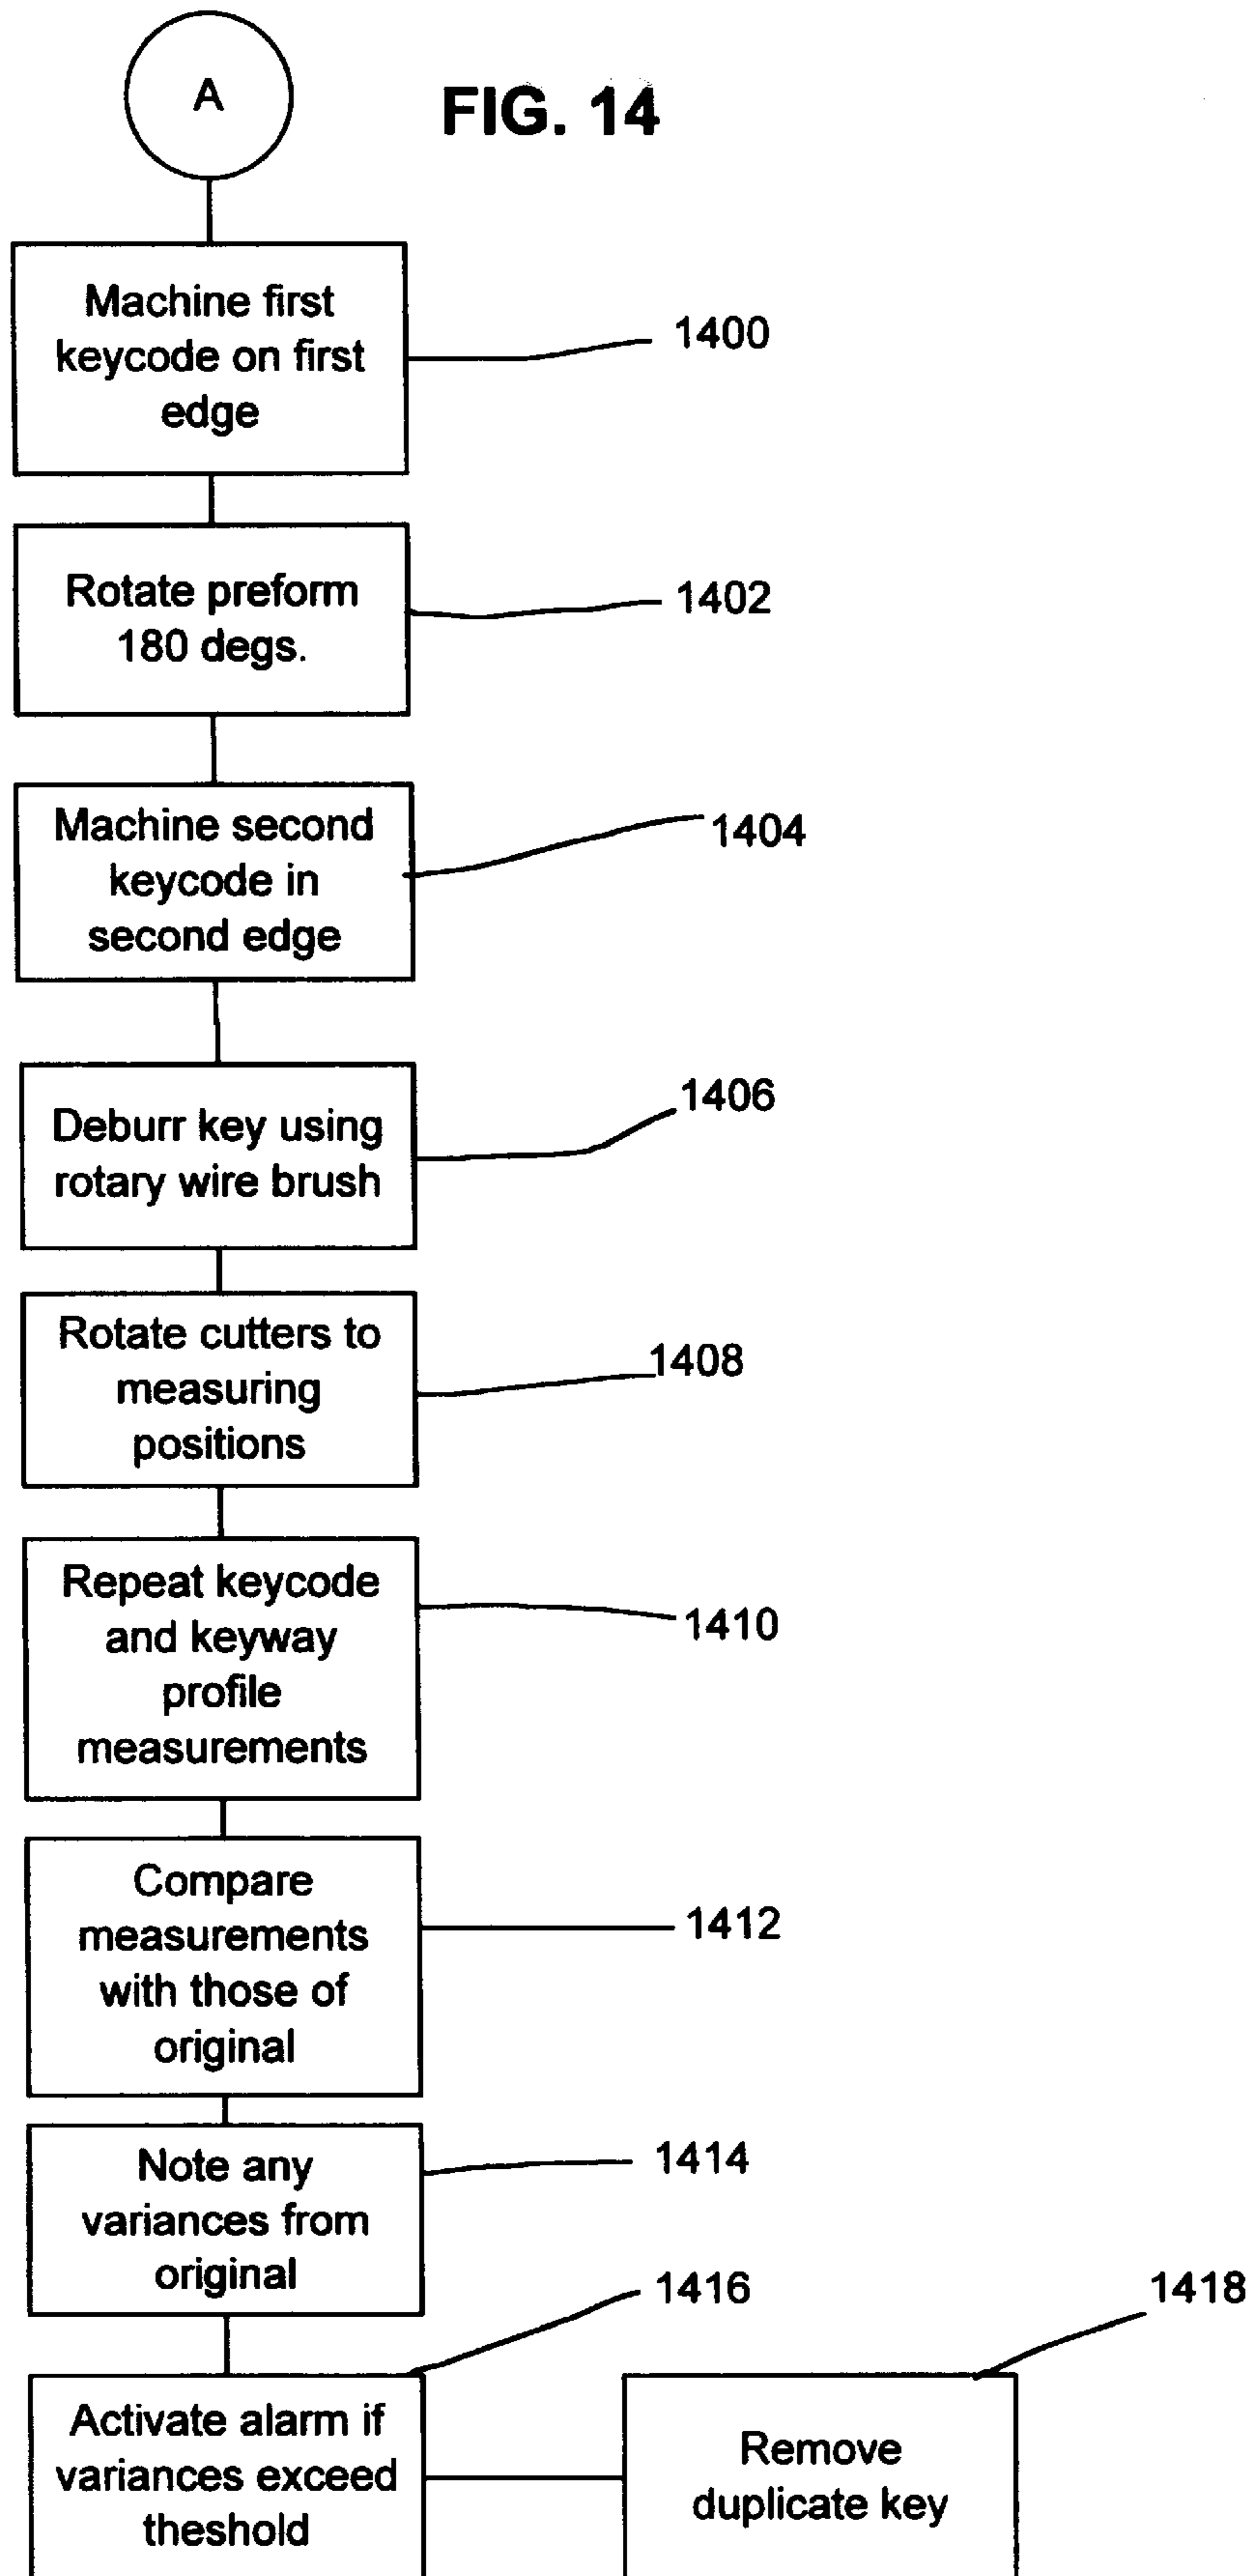 A
FIG. 14
Machine first
keycode on first
edge
1400
Rotate preform
180 degs.
1402
Machine second
keycode in
second edge
1404
Deburr key using
rotary wire brush
1406
Rotate cutters to
measuring
positions
1408
Repeat keycode
and keyway
profile
measurements
1410
Compare
measurements
with those of
original
1412
Note any
variances from
original
1414
Activate alarm if
variances exceed
theshold
1416
Remove
duplicate key
1418